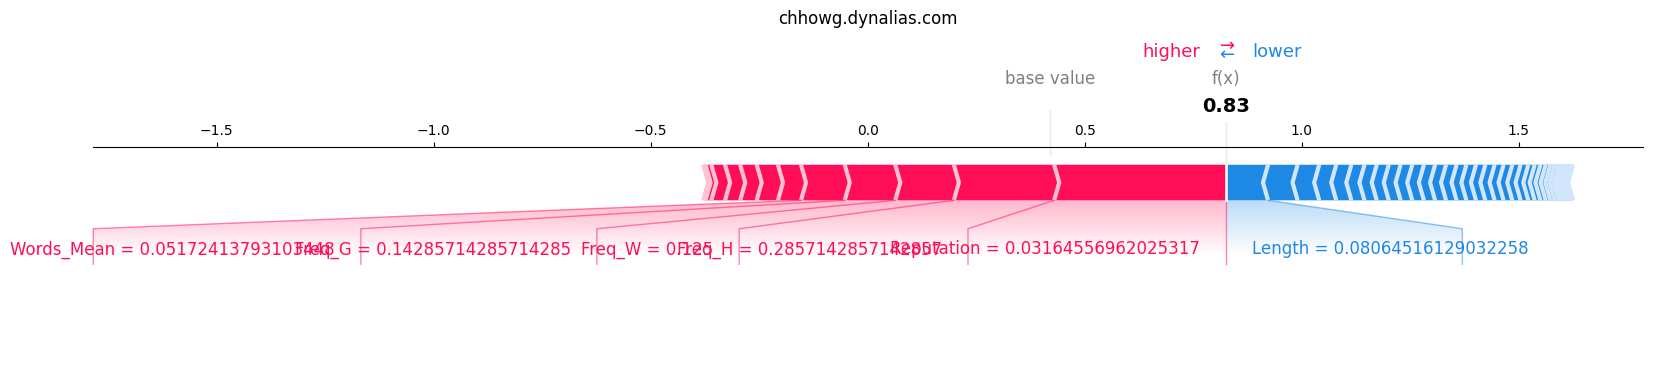 chhowg.dynalias.com
higher ⇄ lower
base value f(x)
0.83
−1.5 −1.0 −0.5 0.0 0.5 1.0 1.5
Words_Mean = 0.05172413793103448 Freq_G = 0.14285714285714285 Freq_W = 0.125 Freq_H = 0.2857142857142857 Reputation = 0.03164556962025317 Length = 0.08064516129032258